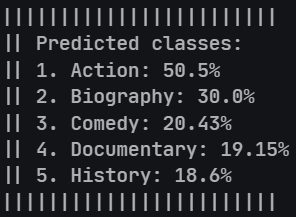 ||||||||||||||||||||||||
|| Predicted classes:
|| 1. Action: 50.5%
|| 2. Biography: 30.0%
|| 3. Comedy: 20.43%
|| 4. Documentary: 19.15%
|| 5. History: 18.6%
||||||||||||||||||||||||